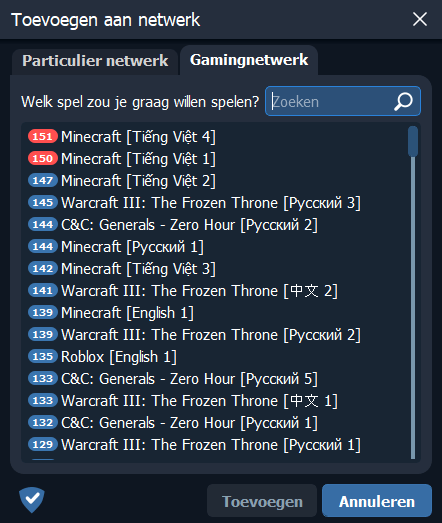 Toevoegen aan netwerk
Particulier netwerk
Gamingnetwerk
Welk spel zou je graag willen spelen?
Zoeken
151 Minecraft [Tiếng Việt 4]
150 Minecraft [Tiếng Việt 1]
147 Minecraft [Tiếng Việt 2]
145 Warcraft III: The Frozen Throne [Русский 3]
144 C&C: Generals - Zero Hour [Русский 2]
144 Minecraft [Русский 1]
142 Minecraft [Tiếng Việt 3]
141 Warcraft III: The Frozen Throne [中文 2]
139 Minecraft [English 1]
139 Warcraft III: The Frozen Throne [Русский 2]
135 Roblox [English 1]
133 C&C: Generals - Zero Hour [Русский 5]
133 Warcraft III: The Frozen Throne [中文 1]
132 C&C: Generals - Zero Hour [Русский 1]
129 Warcraft III: The Frozen Throne [Русский 1]
Toevoegen
Annuleren